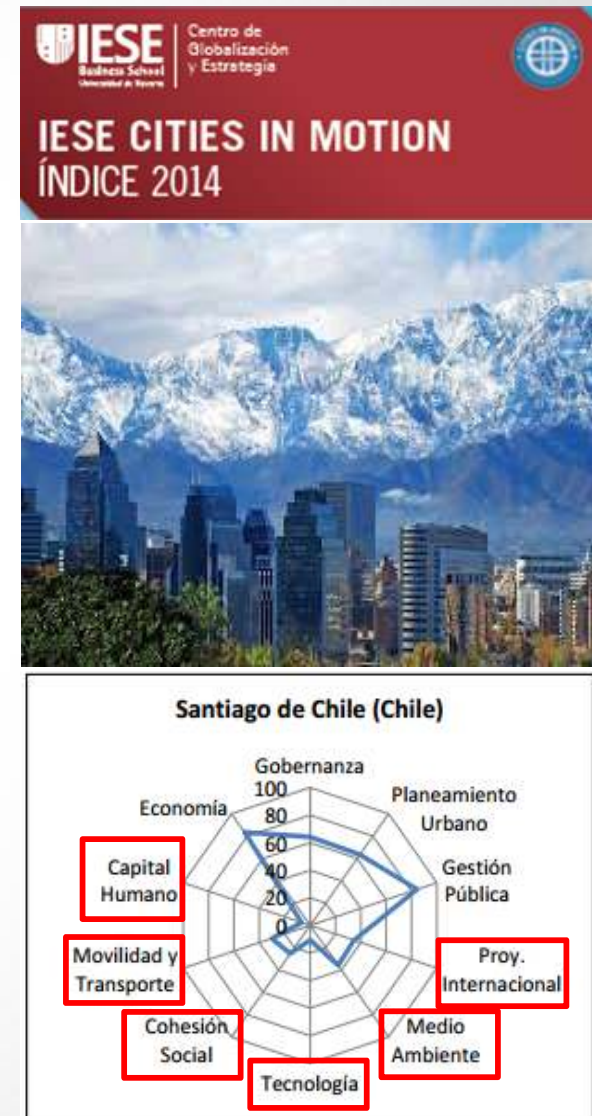 IESE
Business School
Universidad de Navarra
Centro de
Globalización
y Estrategia
IESE CITIES IN MOTION
ÍNDICE 2014
Santiago de Chile (Chile)
Gobernanza
100
80
60
40
20
0
Planeamiento
Urbano
Gestión
Pública
Proy.
Internacional
Medio
Ambiente
Tecnología
Cohesión
Social
Movilidad y
Transporte
Capital
Humano
Economía